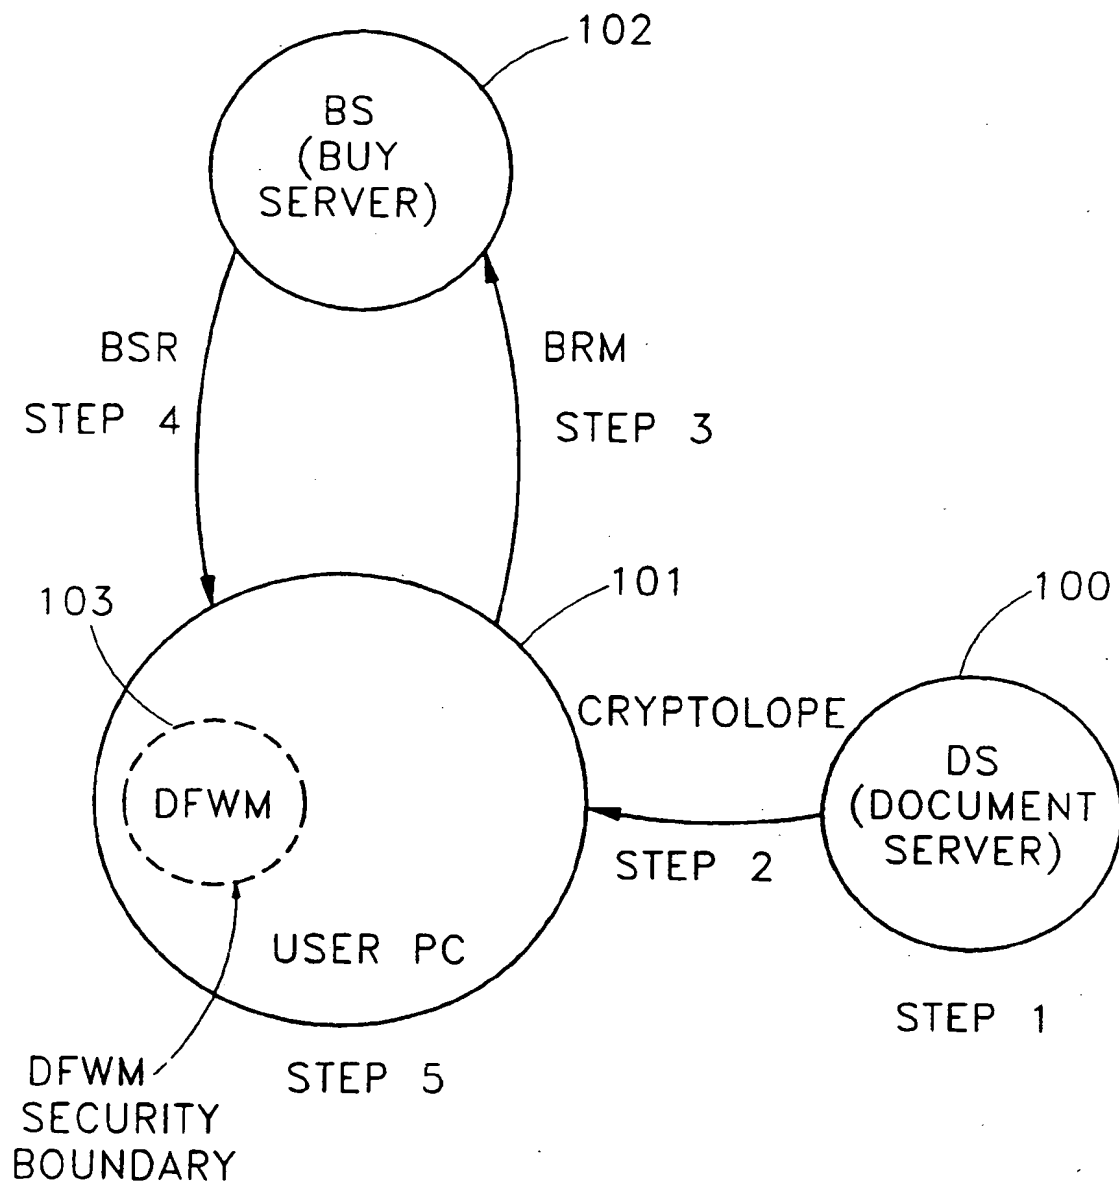 102
BS
(BUY
SERVER)
BSR
BRM
STEP 4
STEP 3
103
101
100
CRYPTOLOPE
DS
(DOCUMENT
SERVER)
DFWM
STEP 2
USER PC
STEP 1
STEP 5
DFWM
SECURITY
BOUNDARY